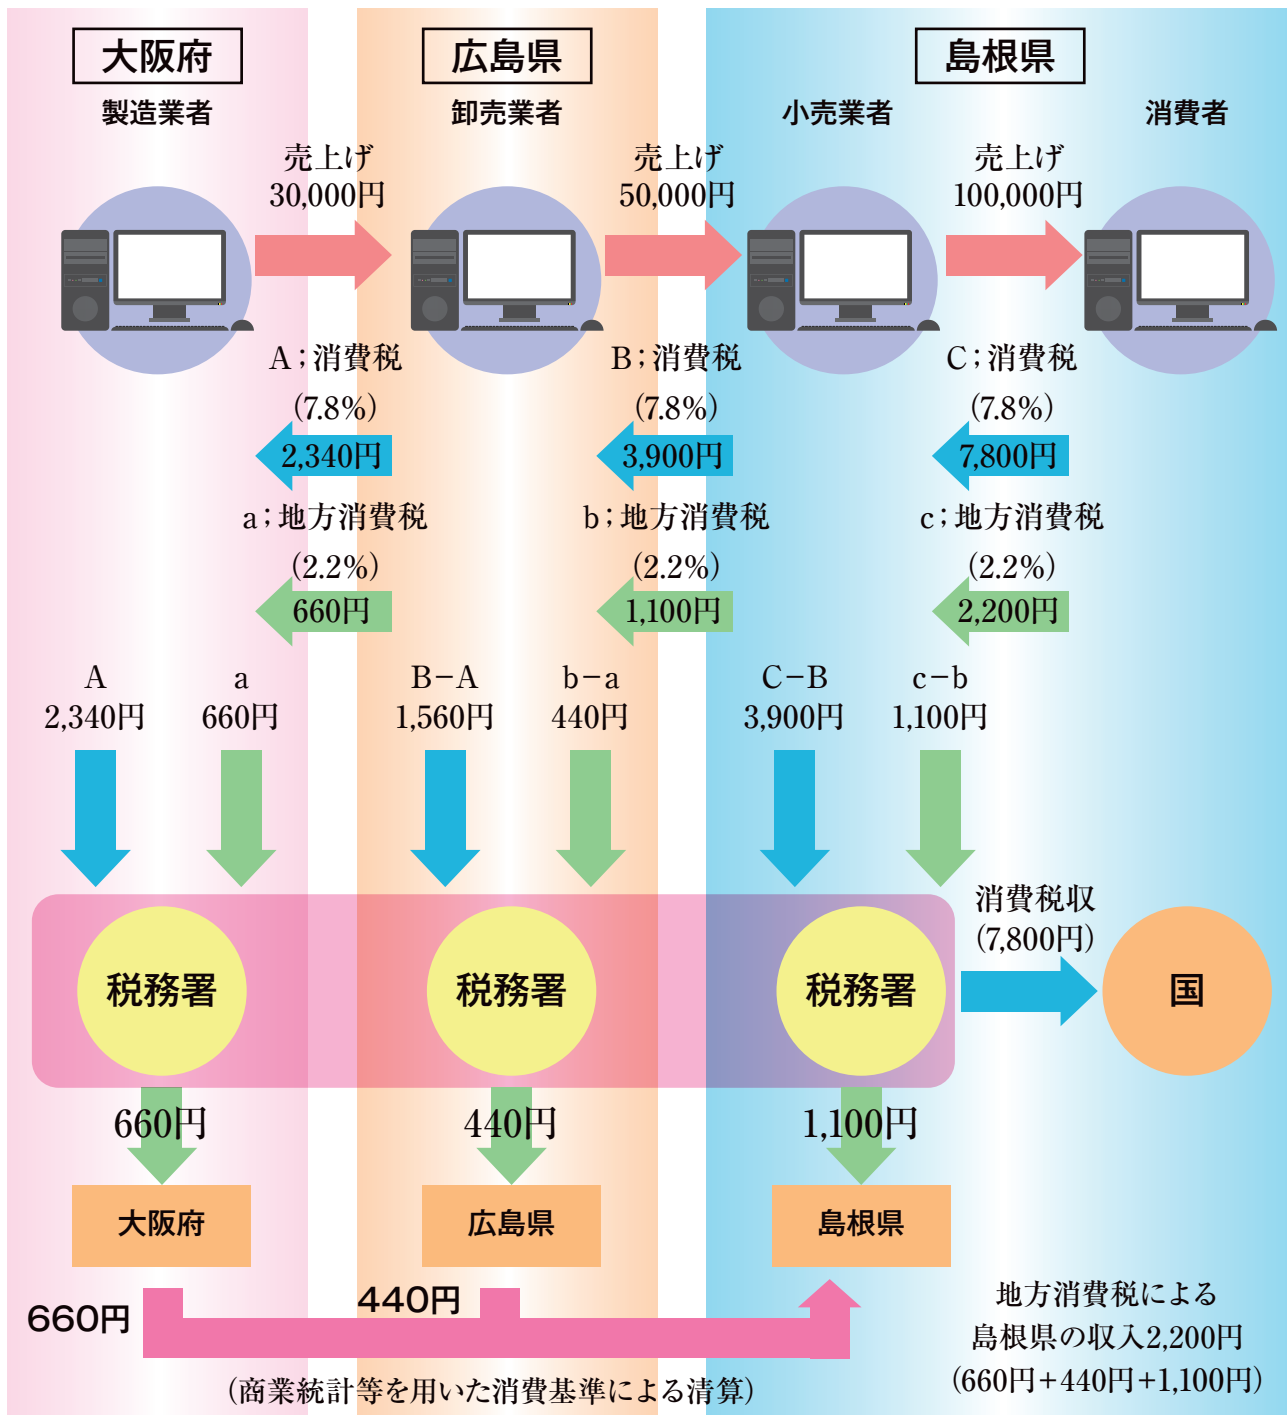 大阪府
広島県
島根県
製造業者
卸売業者
小売業者
消費者
売上げ
30,000円
売上げ
50,000円
売上げ
100,000円
A；消費税
(7.8%)
2,340円
B；消費税
(7.8%)
3,900円
C；消費税
(7.8%)
7,800円
a；地方消費税
(2.2%)
660円
b；地方消費税
(2.2%)
1,100円
c；地方消費税
(2.2%)
2,200円
A
2,340円
a
660円
B−A
1,560円
b−a
440円
C−B
3,900円
c−b
1,100円
税務署
税務署
税務署
消費税収
(7,800円)
国
660円
440円
1,100円
大阪府
広島県
島根県
660円
440円
(商業統計等を用いた消費基準による清算)
地方消費税による
島根県の収入2,200円
(660円+440円+1,100円)